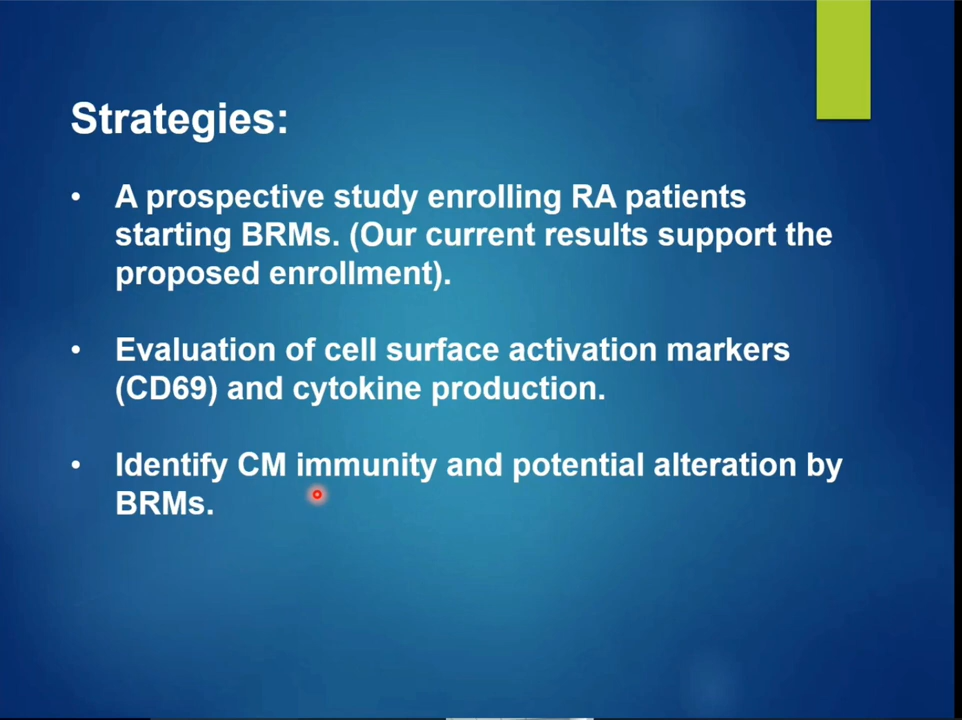 Strategies:
• A prospective study enrolling RA patients
starting BRMs. (Our current results support the
proposed enrollment).
• Evaluation of cell surface activation markers
(CD69) and cytokine production.
• Identify CM immunity and potential alteration by
BRMs.